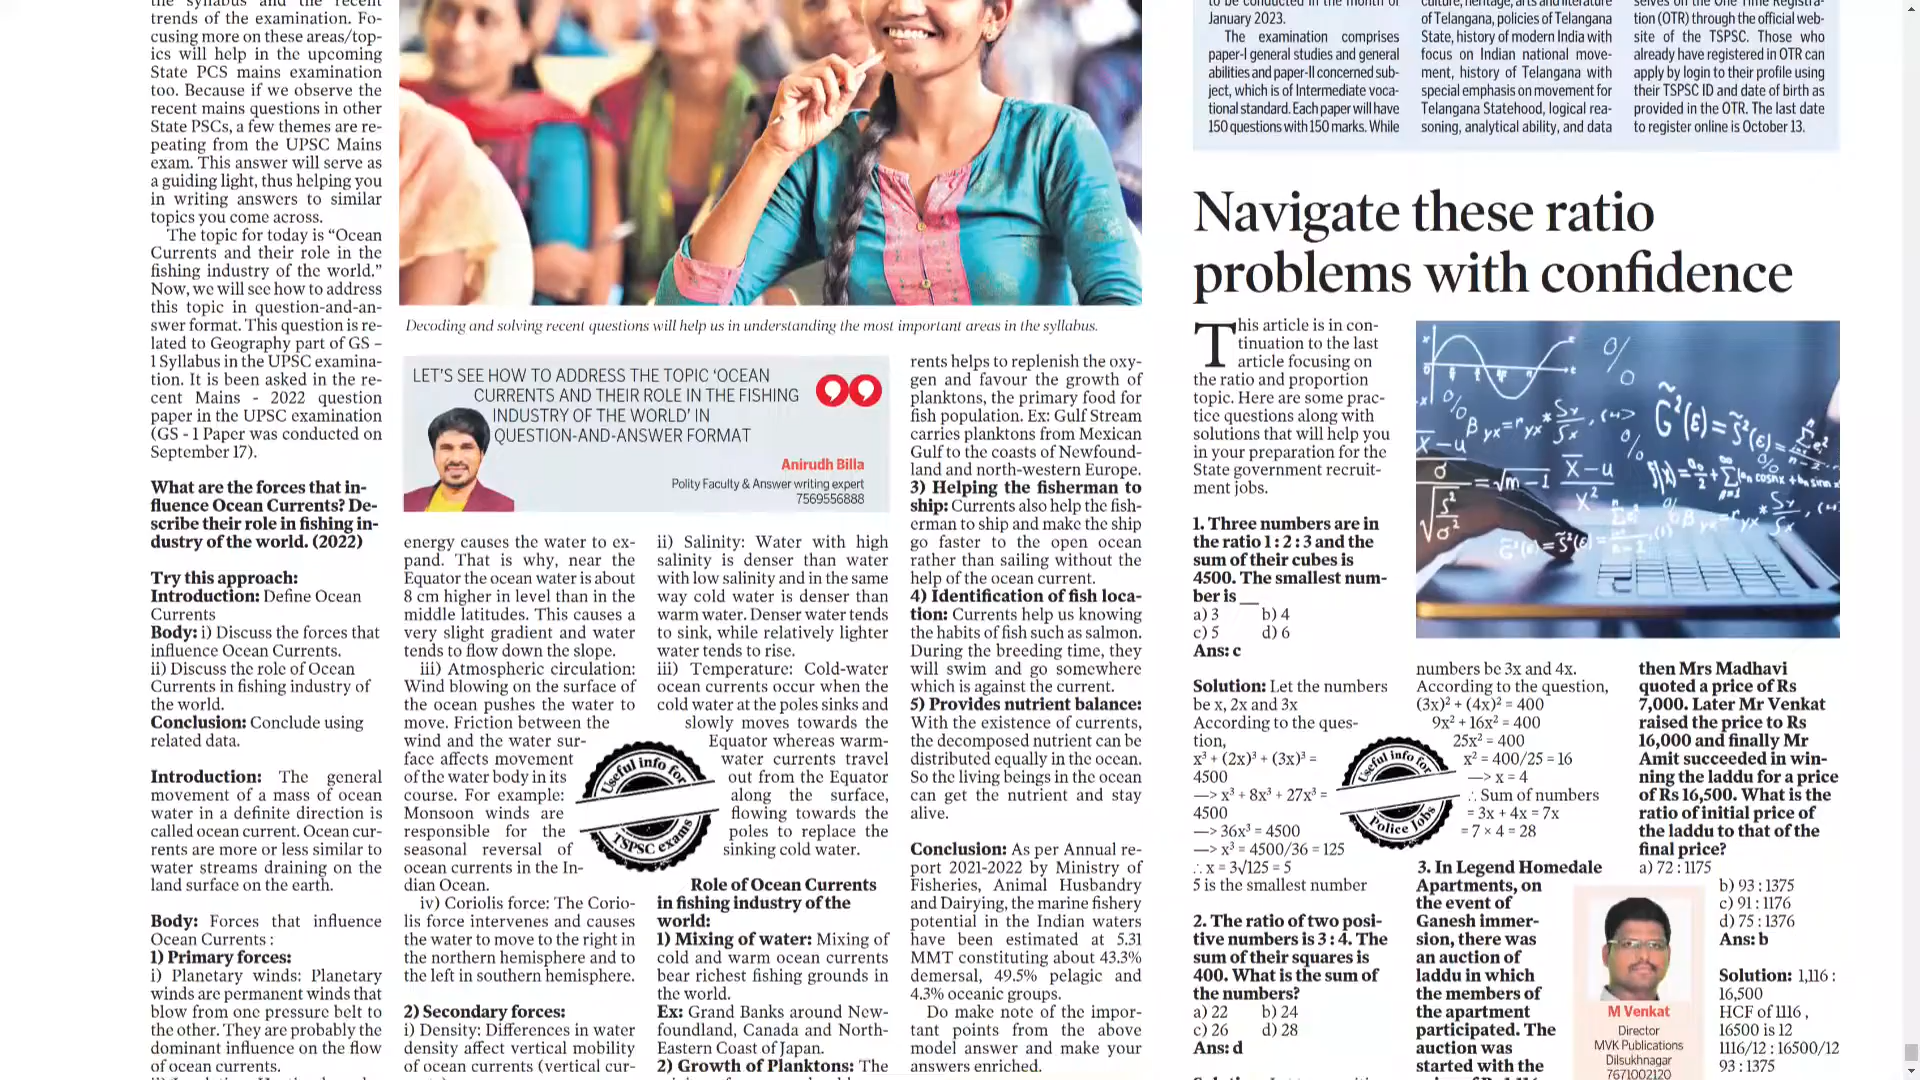 the syllabus and the recent
trends of the examination. Fo-
cusing more on these areas/top-
ics will help in the upcoming
State PCS mains examination
too. Because if we observe the
recent mains questions in other
State PSCs, a few themes are re-
peating from the UPSC Mains
exam. This answer will serve as
a guiding light, thus helping you
in writing answers to similar
topics you come across.
The topic for today is “Ocean
Currents and their role in the
fishing industry of the world.”
Now, we will see how to address
this topic in question-and-an-
swer format. This question is re-
lated to Geography part of GS –
1 Syllabus in the UPSC examina-
tion. It is been asked in the re-
cent Mains - 2022 question
paper in the UPSC examination
(GS - 1 Paper was conducted on
September 17).
What are the forces that in-
fluence Ocean Currents? De-
scribe their role in fishing in-
dustry of the world. (2022)
Try this approach:
Introduction: Define Ocean
Currents
Body: i) Discuss the forces that
influence Ocean Currents.
ii) Discuss the role of Ocean
Currents in fishing industry of
the world.
Conclusion: Conclude using
related data.
Introduction: The general
movement of a mass of ocean
water in a definite direction is
called ocean current. Ocean cur-
rents are more or less similar to
water streams draining on the
land surface on the earth.
Body: Forces that influence
Ocean Currents :
1) Primary forces:
i) Planetary winds: Planetary
winds are permanent winds that
blow from one pressure belt to
the other. They are probably the
dominant influence on the flow
of ocean currents.
Decoding and solving recent questions will help us in understanding the most important areas in the syllabus.
LET’S SEE HOW TO ADDRESS THE TOPIC ‘OCEAN
CURRENTS AND THEIR ROLE IN THE FISHING
INDUSTRY OF THE WORLD’ IN
QUESTION-AND-ANSWER FORMAT
Anirudh Billa
Polity Faculty & Answer writing expert
7569556888
energy causes the water to ex-
pand. That is why, near the
Equator the ocean water is about
8 cm higher in level than in the
middle latitudes. This causes a
very slight gradient and water
tends to flow down the slope.
iii) Atmospheric circulation:
Wind blowing on the surface of
the ocean pushes the water to
move. Friction between the
wind and the water sur-
face affects movement
of the water body in its
course. For example:
Monsoon winds are
responsible for the
seasonal reversal of
ocean currents in the In-
dian Ocean.
iv) Coriolis force: The Corio-
lis force intervenes and causes
the water to move to the right in
the northern hemisphere and to
the left in southern hemisphere.
2) Secondary forces:
i) Density: Differences in water
density affect vertical mobility
of ocean currents (vertical cur-
Useful info for
TSPSC exams
ii) Salinity: Water with high
salinity is denser than water
with low salinity and in the same
way cold water is denser than
warm water. Denser water tends
to sink, while relatively lighter
water tends to rise.
iii) Temperature: Cold-water
ocean currents occur when the
cold water at the poles sinks and
slowly moves towards the
Equator whereas warm-
water currents travel
out from the Equator
along the surface,
flowing towards the
poles to replace the
sinking cold water.
Role of Ocean Currents
in fishing industry of the
world:
1) Mixing of water: Mixing of
cold and warm ocean currents
bear richest fishing grounds in
the world.
Ex: Grand Banks around New-
foundland, Canada and North-
Eastern Coast of Japan.
2) Growth of Planktons: The
rents helps to replenish the oxy-
gen and favour the growth of
planktons, the primary food for
fish population. Ex: Gulf Stream
carries planktons from Mexican
Gulf to the coasts of Newfound-
land and north-western Europe.
3) Helping the fisherman to
ship: Currents also help the fish-
erman to ship and make the ship
go faster to the open ocean
rather than sailing without the
help of the ocean current.
4) Identification of fish loca-
tion: Currents help us knowing
the habits of fish such as salmon.
During the breeding time, they
will swim and go somewhere
which is against the current.
5) Provides nutrient balance:
With the existence of currents,
the decomposed nutrient can be
distributed equally in the ocean.
So the living beings in the ocean
can get the nutrient and stay
alive.
Conclusion: As per Annual re-
port 2021-2022 by Ministry of
Fisheries, Animal Husbandry
and Dairying, the marine fishery
potential in the Indian waters
have been estimated at 5.31
MMT constituting about 43.3%
demersal, 49.5% pelagic and
4.3% oceanic groups.
Do make note of the impor-
tant points from the above
model answer and make your
answers enriched.
to be conducted in the month of
January 2023.
The examination comprises
paper-I general studies and general
abilities and paper-II concerned sub-
ject, which is of Intermediate voca-
tional standard. Each paper will have
150 questions with 150 marks. While
culture, heritage, arts and literature
of Telangana, policies of Telangana
State, history of modern India with
focus on Indian national move-
ment, history of Telangana with
special emphasis on movement for
Telangana Statehood, logical rea-
soning, analytical ability, and data
selves on the One Time Registra-
tion (OTR) through the official web-
site of the TSPSC. Those who
already have registered in OTR can
apply by login to their profile using
their TSPSC ID and date of birth as
provided in the OTR. The last date
to register online is October 13.
Navigate these ratio
problems with confidence
This article is in con-
tinuation to the last
article focusing on
the ratio and proportion
topic. Here are some prac-
tice questions along with
solutions that will help you
in your preparation for the
State government recruit-
ment jobs.
1. Three numbers are in
the ratio 1 : 2 : 3 and the
sum of their cubes is
4500. The smallest num-
ber is __
a) 3 b) 4
c) 5 d) 6
Ans: c
Solution: Let the numbers
be x, 2x and 3x
According to the ques-
tion,
x³ + (2x)³ + (3x)³ =
4500
—> x³ + 8x³ + 27x³ =
4500
—> 36x³ = 4500
—> x³ = 4500/36 = 125
∴ x = 3√125 = 5
5 is the smallest number
2. The ratio of two posi-
tive numbers is 3 : 4. The
sum of their squares is
400. What is the sum of
the numbers?
a) 22 b) 24
c) 26 d) 28
Ans: d
Useful info for
Police Jobs
numbers be 3x and 4x.
According to the question,
(3x)² + (4x)² = 400
9x² + 16x² = 400
25x² = 400
x² = 400/25 = 16
—> x = 4
∴ Sum of numbers
= 3x + 4x = 7x
= 7 × 4 = 28
3. In Legend Homedale
Apartments, on
the event of
Ganesh immer-
sion, there was
an auction of
laddu in which
the members of
the apartment
participated. The
auction was
started with the
then Mrs Madhavi
quoted a price of Rs
7,000. Later Mr Venkat
raised the price to Rs
16,000 and finally Mr
Amit succeeded in win-
ning the laddu for a price
of Rs 16,500. What is the
ratio of initial price of
the laddu to that of the
final price?
a) 72 : 1175
b) 93 : 1375
c) 91 : 1176
d) 75 : 1376
Ans: b
Solution: 1,116 :
16,500
HCF of 1116 ,
16500 is 12
1116/12 : 16500/12
93 : 1375
M Venkat
Director
MVK Publications
Dilsukhnagar
7671002120